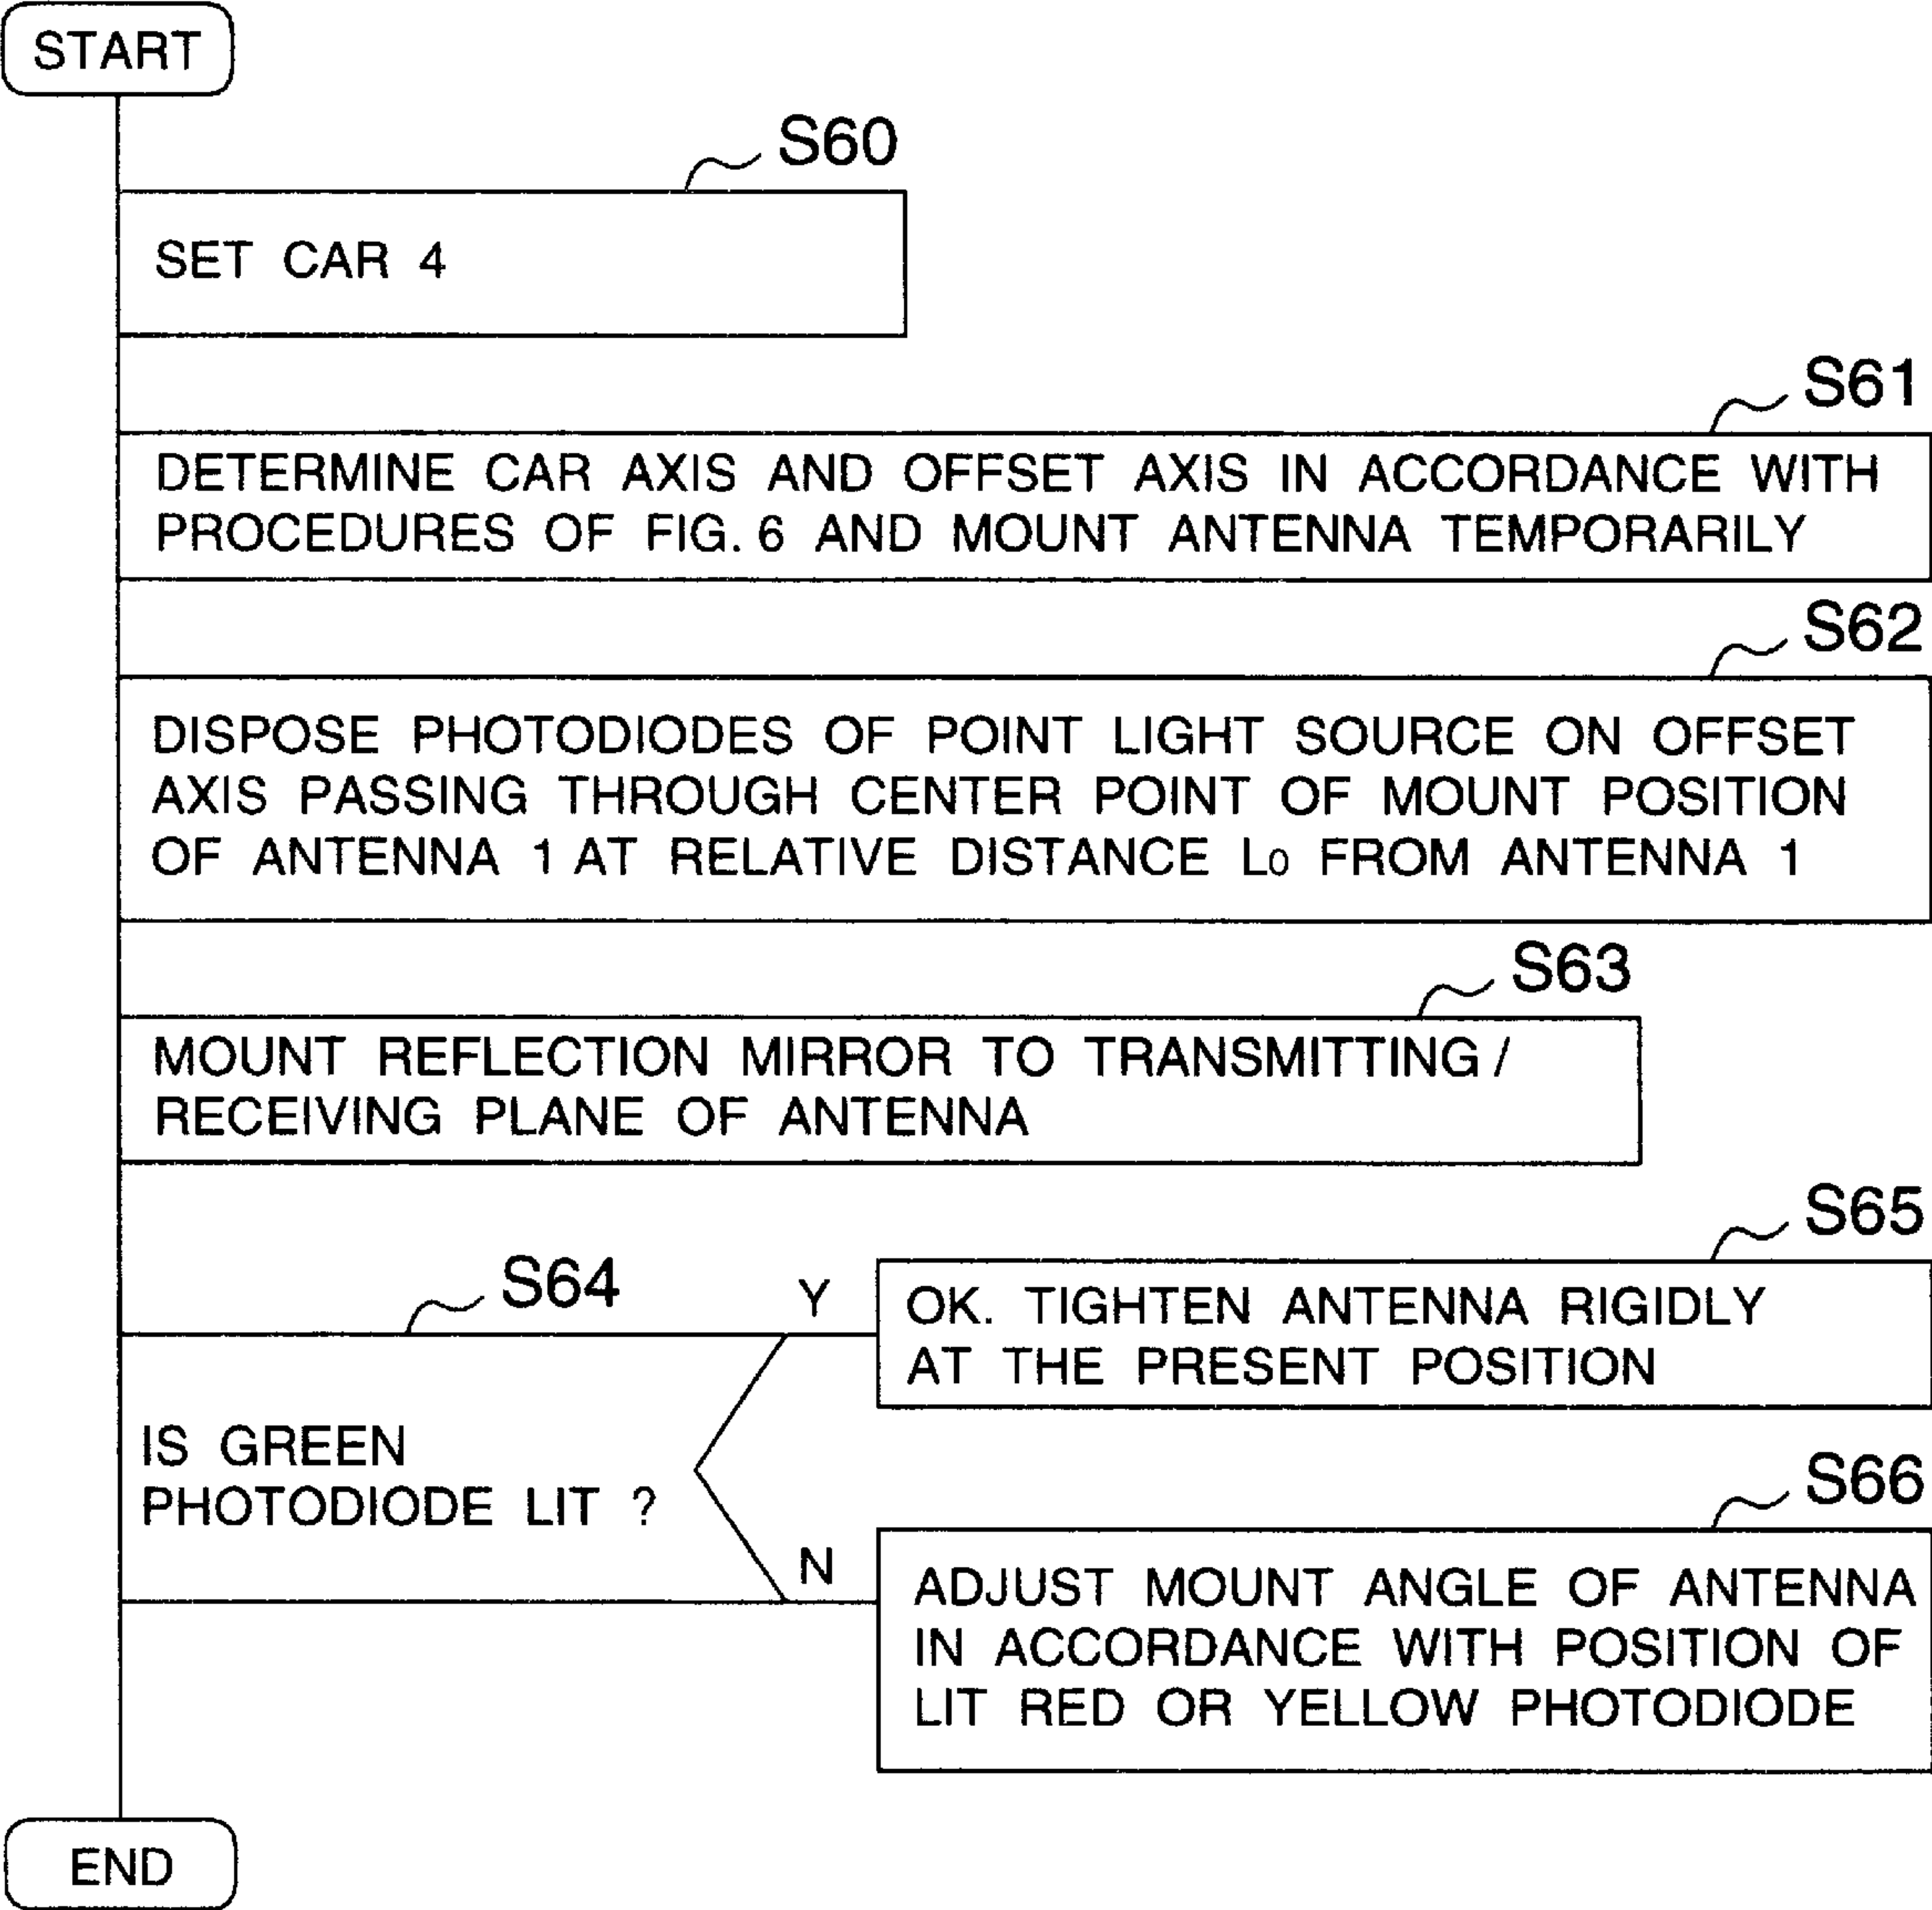 START
S60
SET CAR 4
S61
DETERMINE CAR AXIS AND OFFSET AXIS IN ACCORDANCE WITH
PROCEDURES OF FIG. 6 AND MOUNT ANTENNA TEMPORARILY
S62
DISPOSE PHOTODIODES OF POINT LIGHT SOURCE ON OFFSET
AXIS PASSING THROUGH CENTER POINT OF MOUNT POSITION
OF ANTENNA 1 AT RELATIVE DISTANCE L0 FROM ANTENNA 1
S63
MOUNT REFLECTION MIRROR TO TRANSMITTING /
RECEIVING PLANE OF ANTENNA
S64
IS GREEN
PHOTODIODE LIT ?
Y
S65
OK. TIGHTEN ANTENNA RIGIDLY
AT THE PRESENT POSITION
N
S66
ADJUST MOUNT ANGLE OF ANTENNA
IN ACCORDANCE WITH POSITION OF
LIT RED OR YELLOW PHOTODIODE
END